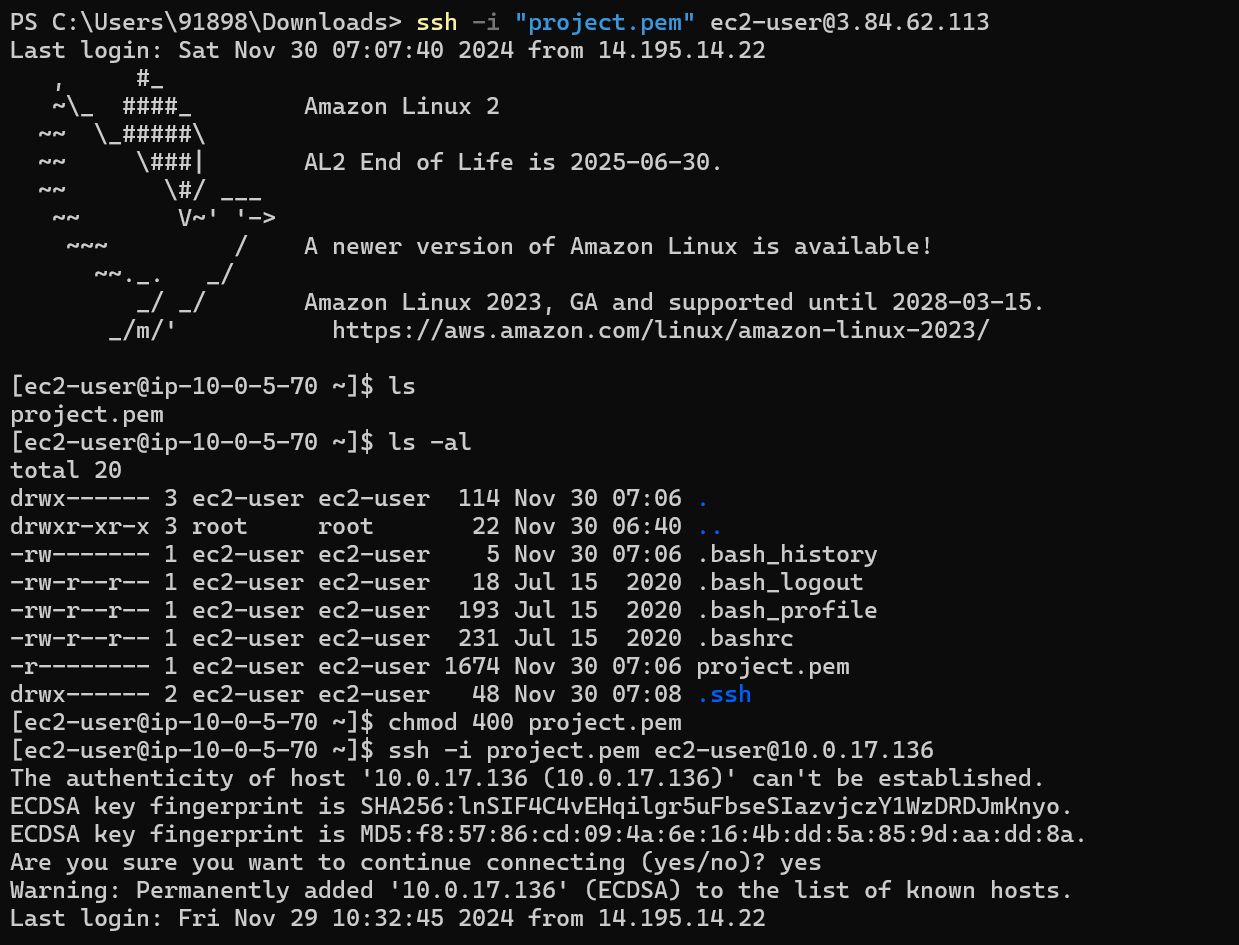 PS C:\Users\91898\Downloads> ssh -i "project.pem" ec2-user@3.84.62.113
Last login: Sat Nov 30 07:07:40 2024 from 14.195.14.22
   ,     #_
   ~\_  ####_        Amazon Linux 2
  ~~  \_#####\
  ~~     \###|       AL2 End of Life is 2025-06-30.
  ~~       \#/ ___
   ~~       V~' '->
    ~~~         /    A newer version of Amazon Linux is available!
      ~~._.   _/
         _/ _/       Amazon Linux 2023, GA and supported until 2028-03-15.
       _/m/'           https://aws.amazon.com/linux/amazon-linux-2023/

[ec2-user@ip-10-0-5-70 ~]$ ls
project.pem
[ec2-user@ip-10-0-5-70 ~]$ ls -al
total 20
drwx------ 3 ec2-user ec2-user  114 Nov 30 07:06 .
drwxr-xr-x 3 root     root       22 Nov 30 06:40 ..
-rw------- 1 ec2-user ec2-user    5 Nov 30 07:06 .bash_history
-rw-r--r-- 1 ec2-user ec2-user   18 Jul 15  2020 .bash_logout
-rw-r--r-- 1 ec2-user ec2-user  193 Jul 15  2020 .bash_profile
-rw-r--r-- 1 ec2-user ec2-user  231 Jul 15  2020 .bashrc
-r-------- 1 ec2-user ec2-user 1674 Nov 30 07:06 project.pem
drwx------ 2 ec2-user ec2-user   48 Nov 30 07:08 .ssh
[ec2-user@ip-10-0-5-70 ~]$ chmod 400 project.pem
[ec2-user@ip-10-0-5-70 ~]$ ssh -i project.pem ec2-user@10.0.17.136
The authenticity of host '10.0.17.136 (10.0.17.136)' can't be established.
ECDSA key fingerprint is SHA256:lnSIF4C4vEHqilgr5uFbseSIazvjczY1WzDRDJmKnyo.
ECDSA key fingerprint is MD5:f8:57:86:cd:09:4a:6e:16:4b:dd:5a:85:9d:aa:dd:8a.
Are you sure you want to continue connecting (yes/no)? yes
Warning: Permanently added '10.0.17.136' (ECDSA) to the list of known hosts.
Last login: Fri Nov 29 10:32:45 2024 from 14.195.14.22